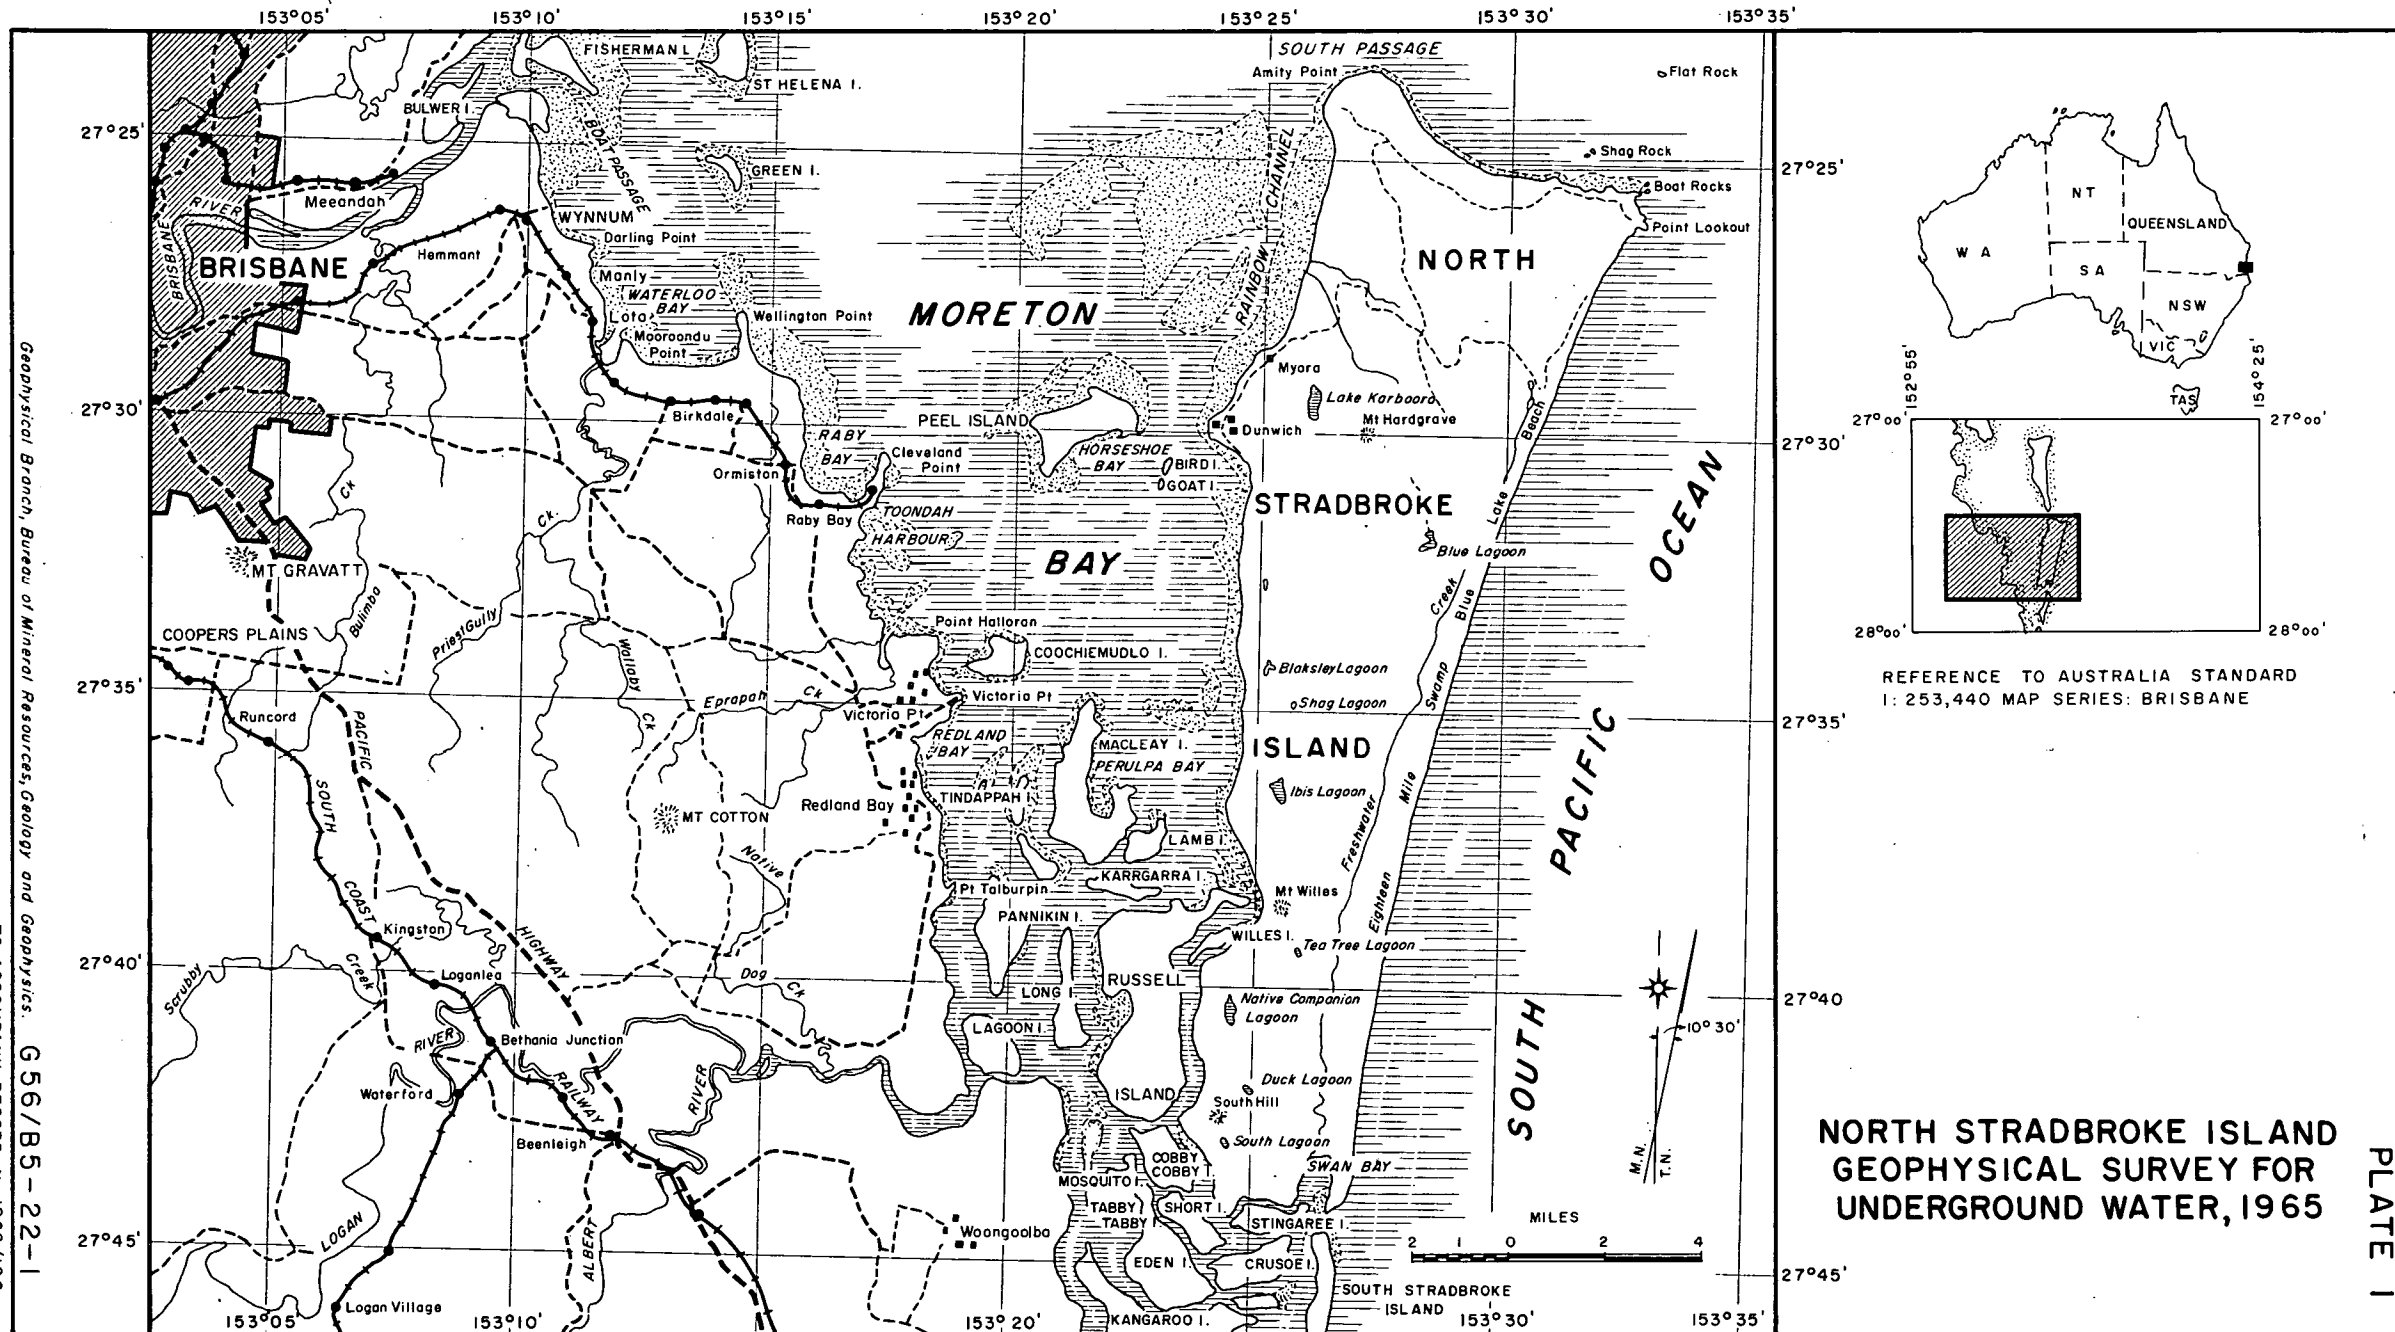 153°05'
153°10'
153°15'
153°20'
153°25'
153°30'
153°35'
FISHERMAN I.
ST HELENA I.
SOUTH PASSAGE
Amity Point
Flat Rock
BULWER I.
27°25'
BOAT PASSAGE
GREEN I.
CHANNEL
RAINBOW
Shag Rock
27°25'
Boat Rocks
Point Lookout
Meeandah
RIVER
BRISBANE
WYNNUM
Darling Point
Hemmant
BRISBANE
Manly
WATERLOO
BAY
Lota
Mooroondu
Point
Wellington Point
MORETON
NORTH
Myora
Lake Karboora
Mt Hardgrave
27°30'
Birkdale
PEEL ISLAND
Dunwich
Beach
27°30'
RABY
BAY
Cleveland
Point
HORSESHOE
BAY
BIRD I.
GOAT I.
Ormiston
Raby Bay
TOONDAH
HARBOUR
STRADBROKE
Lake
Blue Lagoon
OCEAN
Ck
Ck.
MT GRAVATT
BAY
Creek
Blue
Bulimba
Priest Gully
Wallaby
Ck
COOPERS PLAINS
Point Halloran
COOCHIEMUDLO I.
Blaksley Lagoon
27°35'
Eprapah
Ck
Victoria Pt
Victoria Pt
Shag Lagoon
Swamp
27°35'
Runcord
PACIFIC
REDLAND
BAY
MACLEAY I.
PERULPA BAY
ISLAND
PACIFIC
SOUTH
TINDAPPAH I.
Redland Bay
Ibis Lagoon
Mile
MT COTTON
LAMB I.
Freshwater
Native
KARRGARRA I.
Pt Talburpin
Mt Willes
COAST
Kingston
HIGHWAY
PANNIKIN I.
Eighteen
WILLES I.
Tea Tree Lagoon
27°40'
Scrubby
Creek
Loganlea
Dog
Ck
LONG I
RUSSELL
27°40
Native Companion
Lagoon
LAGOON I.
SOUTH
10°30'
RIVER
Bethania Junction
RAILWAY
Waterford
RIVER
ISLAND
Duck Lagoon
South Hill
Beenleigh
South Lagoon
COBBY
COBBY I.
SWAN BAY
M.N.
T.N.
MOSQUITO I.
TABBY
TABBY I.
SHORT I.
STINGAREE I.
27°45'
LOGAN
ALBERT
Woongoolba
EDEN I.
CRUSOE I.
MILES
2 1 0 2 4
27°45'
Logan Village
SOUTH STRADBROKE
ISLAND
KANGAROO I.
153°05'
153°10'
153°20'
153°30'
153°35'
W A
N T
S A
QUEENSLAND
NSW
VIC
TAS
152°55'
154°25'
27°00'
27°00'
28°00'
28°00'
REFERENCE TO AUSTRALIA STANDARD
1: 253,440 MAP SERIES: BRISBANE
NORTH STRADBROKE ISLAND
GEOPHYSICAL SURVEY FOR
UNDERGROUND WATER, 1965
PLATE 1
Geophysical Branch, Bureau of Mineral Resources, Geology and Geophysics.
G56/B5-22-1